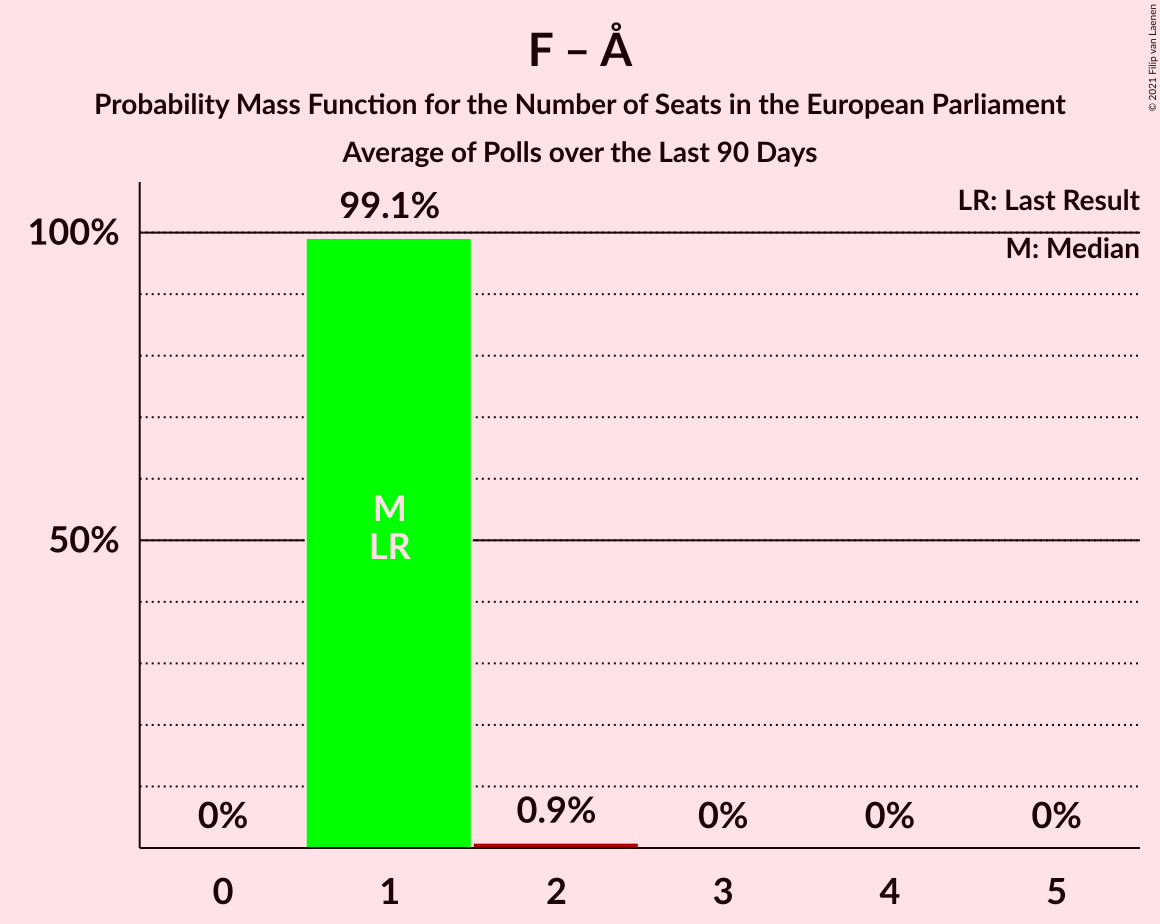 F – Å
Probability Mass Function for the Number of Seats in the European Parliament
Average of Polls over the Last 90 Days
© 2021 Filip van Laenen
LR: Last Result
M: Median
100%
50%
99.1%
M
LR
0%
0.9%
0%
0%
0%
0
1
2
3
4
5